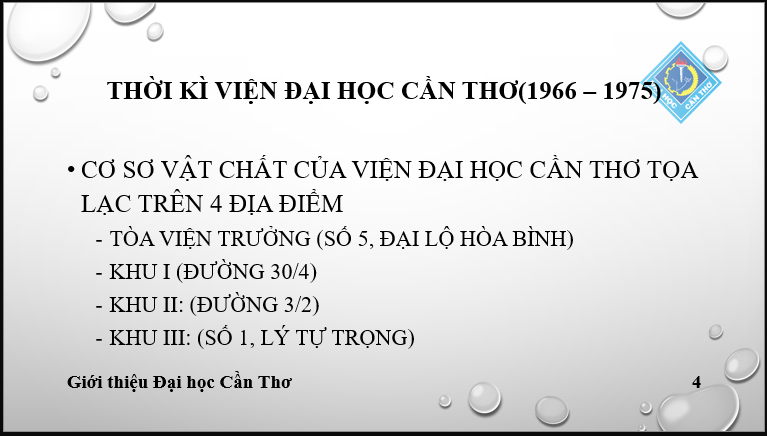 THỜI KÌ VIỆN ĐẠI HỌC CẦN THƠ(1966 – 1975)
HỌC CẦN THƠ
• CƠ SƠ VẬT CHẤT CỦA VIỆN ĐẠI HỌC CẦN THƠ TỌA
LẠC TRÊN 4 ĐỊA ĐIỂM
- TÒA VIỆN TRƯỞNG (SỐ 5, ĐẠI LỘ HÒA BÌNH)
- KHU I (ĐƯỜNG 30/4)
- KHU II: (ĐƯỜNG 3/2)
- KHU III: (SỐ 1, LÝ TỰ TRỌNG)
Giới thiệu Đại học Cần Thơ 4